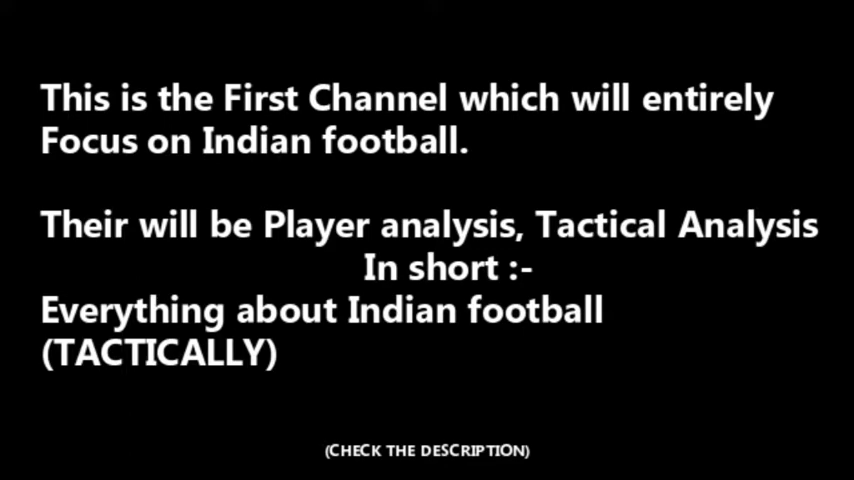 This is the First Channel which will entirely
Focus on Indian football.
Their will be Player analysis, Tactical Analysis
In short :-
Everything about Indian football
(TACTICALLY)
(CHECK THE DESCRIPTION)